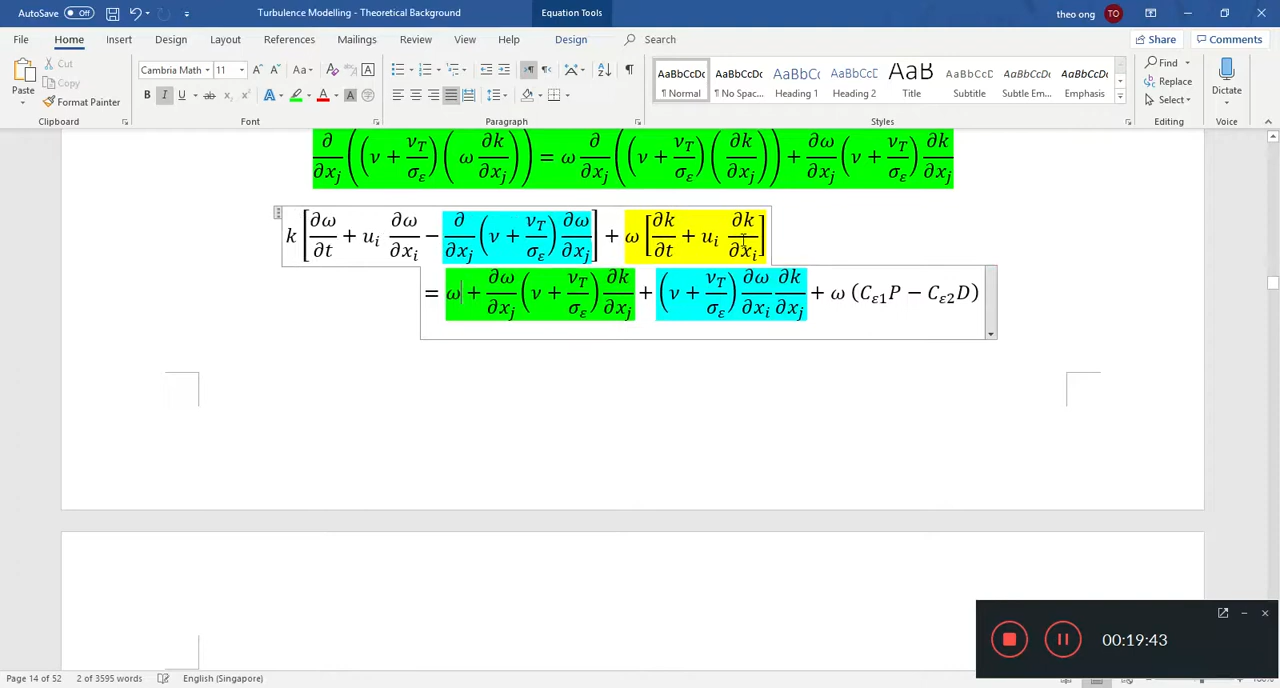 AutoSave Off Turbulence Modelling - Theoretical Background Equation Tools theo ong TO
File Home Insert Design Layout References Mailings Review View Help Design Search Share Comments
Paste Cut Copy Format Painter
Cambria Math 11
B I U ab x x A A A
AaBbCcDc AaBbCcDc AaBbCc AaBbCcC AaB AaBbCcC AaBbCcDc AaBbCcDc
¶ Normal ¶ No Spac... Heading 1 Heading 2 Title Subtitle Subtle Em... Emphasis
Find Replace Select Dictate
Clipboard Font Paragraph Styles Editing Voice
∂/∂x_j ((ν + ν_T/σ_ε)(ω ∂k/∂x_j)) = ω ∂/∂x_j ((ν + ν_T/σ_ε)(∂k/∂x_j)) + ∂ω/∂x_j (ν + ν_T/σ_ε) ∂k/∂x_j
k [∂ω/∂t + u_i ∂ω/∂x_i − ∂/∂x_j (ν + ν_T/σ_ε) ∂ω/∂x_j] + ω [∂k/∂t + u_i ∂k/∂x_i]
= ω + ∂ω/∂x_j (ν + ν_T/σ_ε) ∂k/∂x_j + (ν + ν_T/σ_ε) ∂ω/∂x_i ∂k/∂x_j + ω (C_ε1 P − C_ε2 D)
00:19:43
Page 14 of 52 2 of 3595 words English (Singapore)